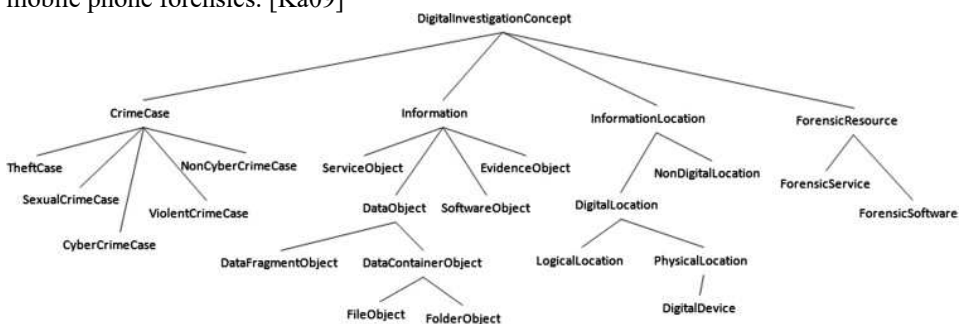 mobile phone forensics. [Ka09]
DigitalInvestigationConcept
CrimeCase
Information
InformationLocation
ForensicResource
TheftCase
NonCyberCrimeCase
ServiceObject
EvidenceObject
NonDigitalLocation
ForensicService
SexualCrimeCase
ViolentCrimeCase
DataObject
SoftwareObject
DigitalLocation
ForensicSoftware
CyberCrimeCase
DataFragmentObject
DataContainerObject
LogicalLocation
PhysicalLocation
FileObject
FolderObject
DigitalDevice